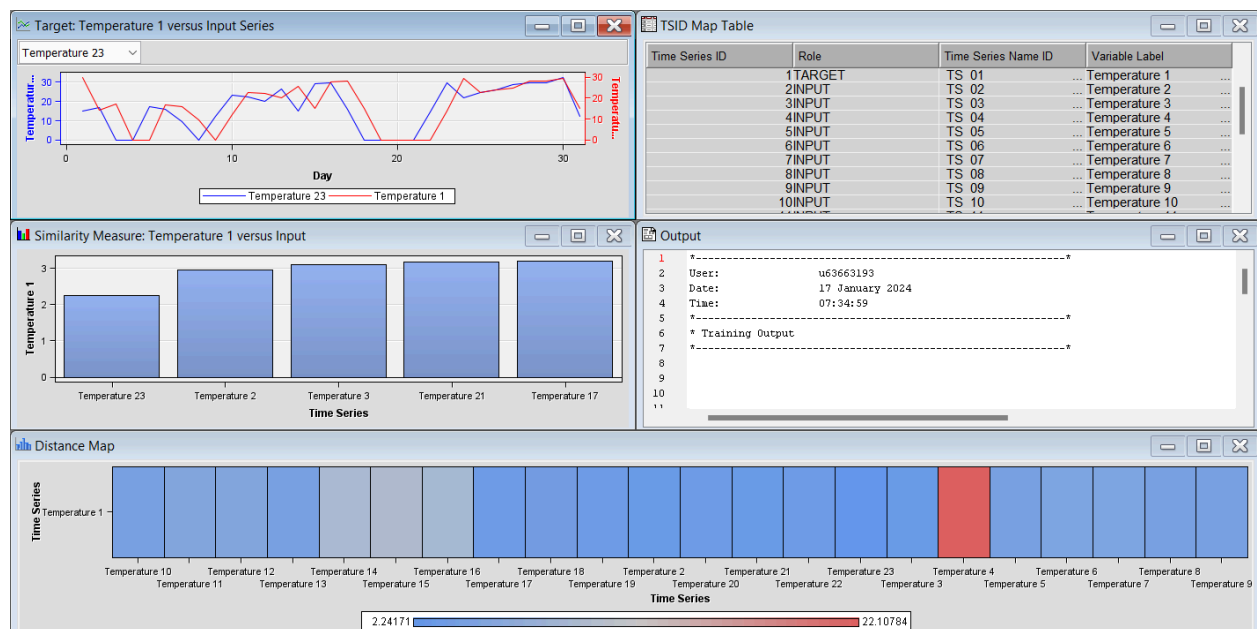 Target: Temperature 1 versus Input Series
Temperature 23
Temperatur...
30
20
10
0
30
20
10
0
Temperatu...
0
10
20
30
Day
Temperature 23
Temperature 1
TSID Map Table
Time Series ID Role Time Series Name ID Variable Label
1 TARGET TS 01 ... Temperature 1 ...
2 INPUT TS 02 ... Temperature 2 ...
3 INPUT TS 03 ... Temperature 3 ...
4 INPUT TS 04 ... Temperature 4 ...
5 INPUT TS 05 ... Temperature 5 ...
6 INPUT TS 06 ... Temperature 6 ...
7 INPUT TS 07 ... Temperature 7 ...
8 INPUT TS 08 ... Temperature 8 ...
9 INPUT TS 09 ... Temperature 9 ...
10 INPUT TS 10 ... Temperature 10 ...
Similarity Measure: Temperature 1 versus Input
Temperature 1
3
2
1
0
Temperature 23 Temperature 2 Temperature 3 Temperature 21 Temperature 17
Time Series
Output
1 *--------------------------------------------------------------*
2 User: u63663193
3 Date: 17 January 2024
4 Time: 07:34:59
5 *--------------------------------------------------------------*
6 * Training Output
7 *--------------------------------------------------------------*
8
9
10
11
Distance Map
Time Series
Temperature 1
Temperature 10 Temperature 12 Temperature 14 Temperature 16 Temperature 18 Temperature 2 Temperature 21 Temperature 23 Temperature 4 Temperature 6 Temperature 8
Temperature 11 Temperature 13 Temperature 15 Temperature 17 Temperature 19 Temperature 20 Temperature 22 Temperature 3 Temperature 5 Temperature 7 Temperature 9
Time Series
2.24171 22.10784